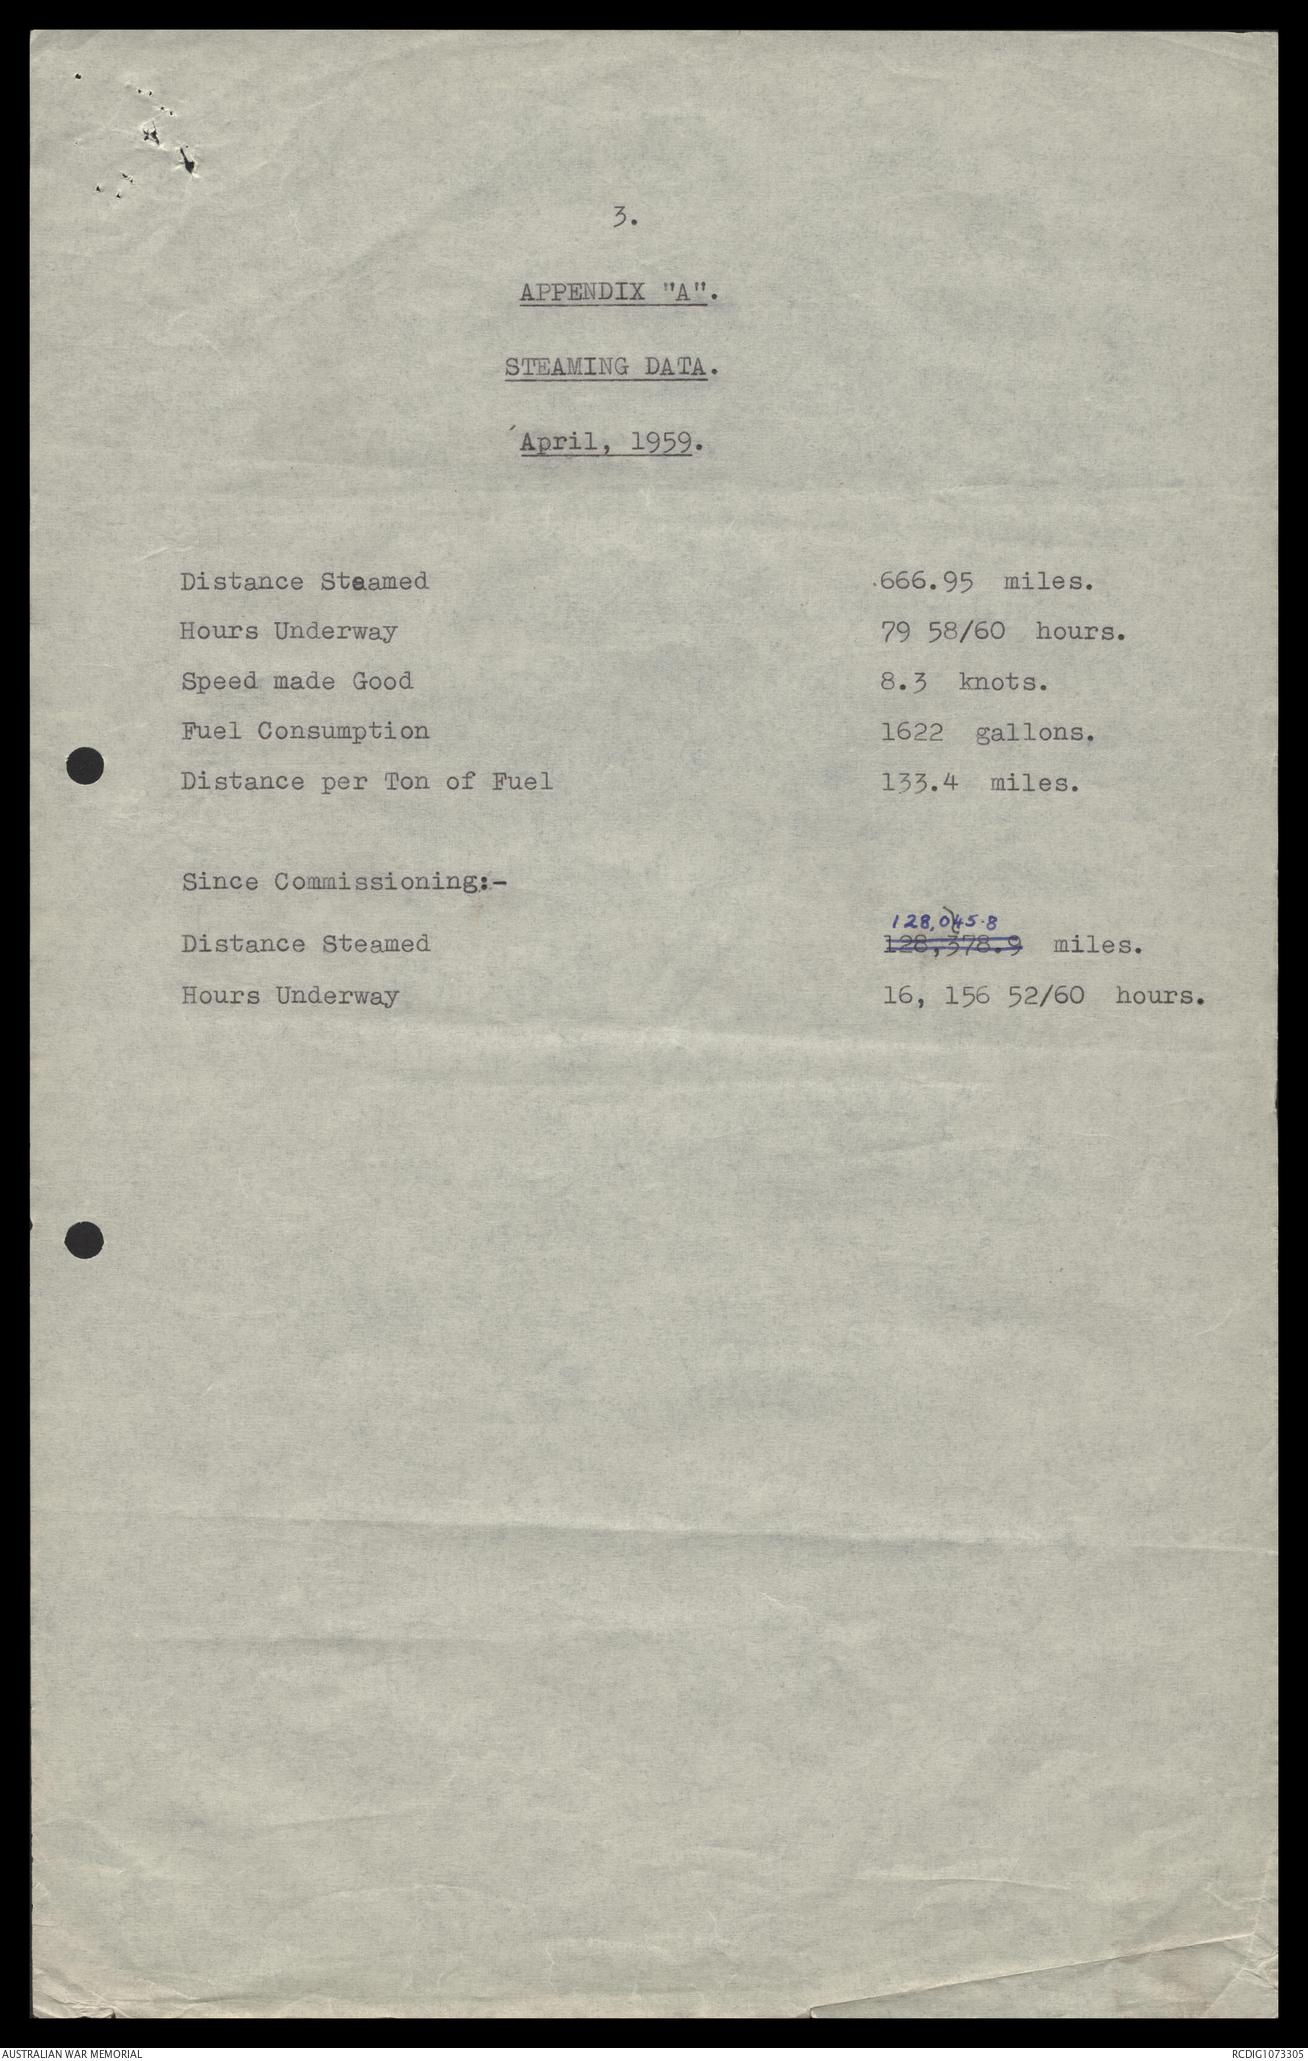 3.
APPENDIX "A".
STEAMING DATA.
April, 1959.
Distance Steamed 666.95 miles.
Hours Underway 79 58/60 hours.
Speed made Good 8.3 knots.
Fuel Consumption 1622 gallons.
Distance per Ton of Fuel 133.4 miles.
Since Commissioning:-
128,045.8
Distance Steamed 128,378.9 miles.
Hours Underway 16, 156 52/60 hours.
AUSTRALIAN WAR MEMORIAL RCDIG1073305